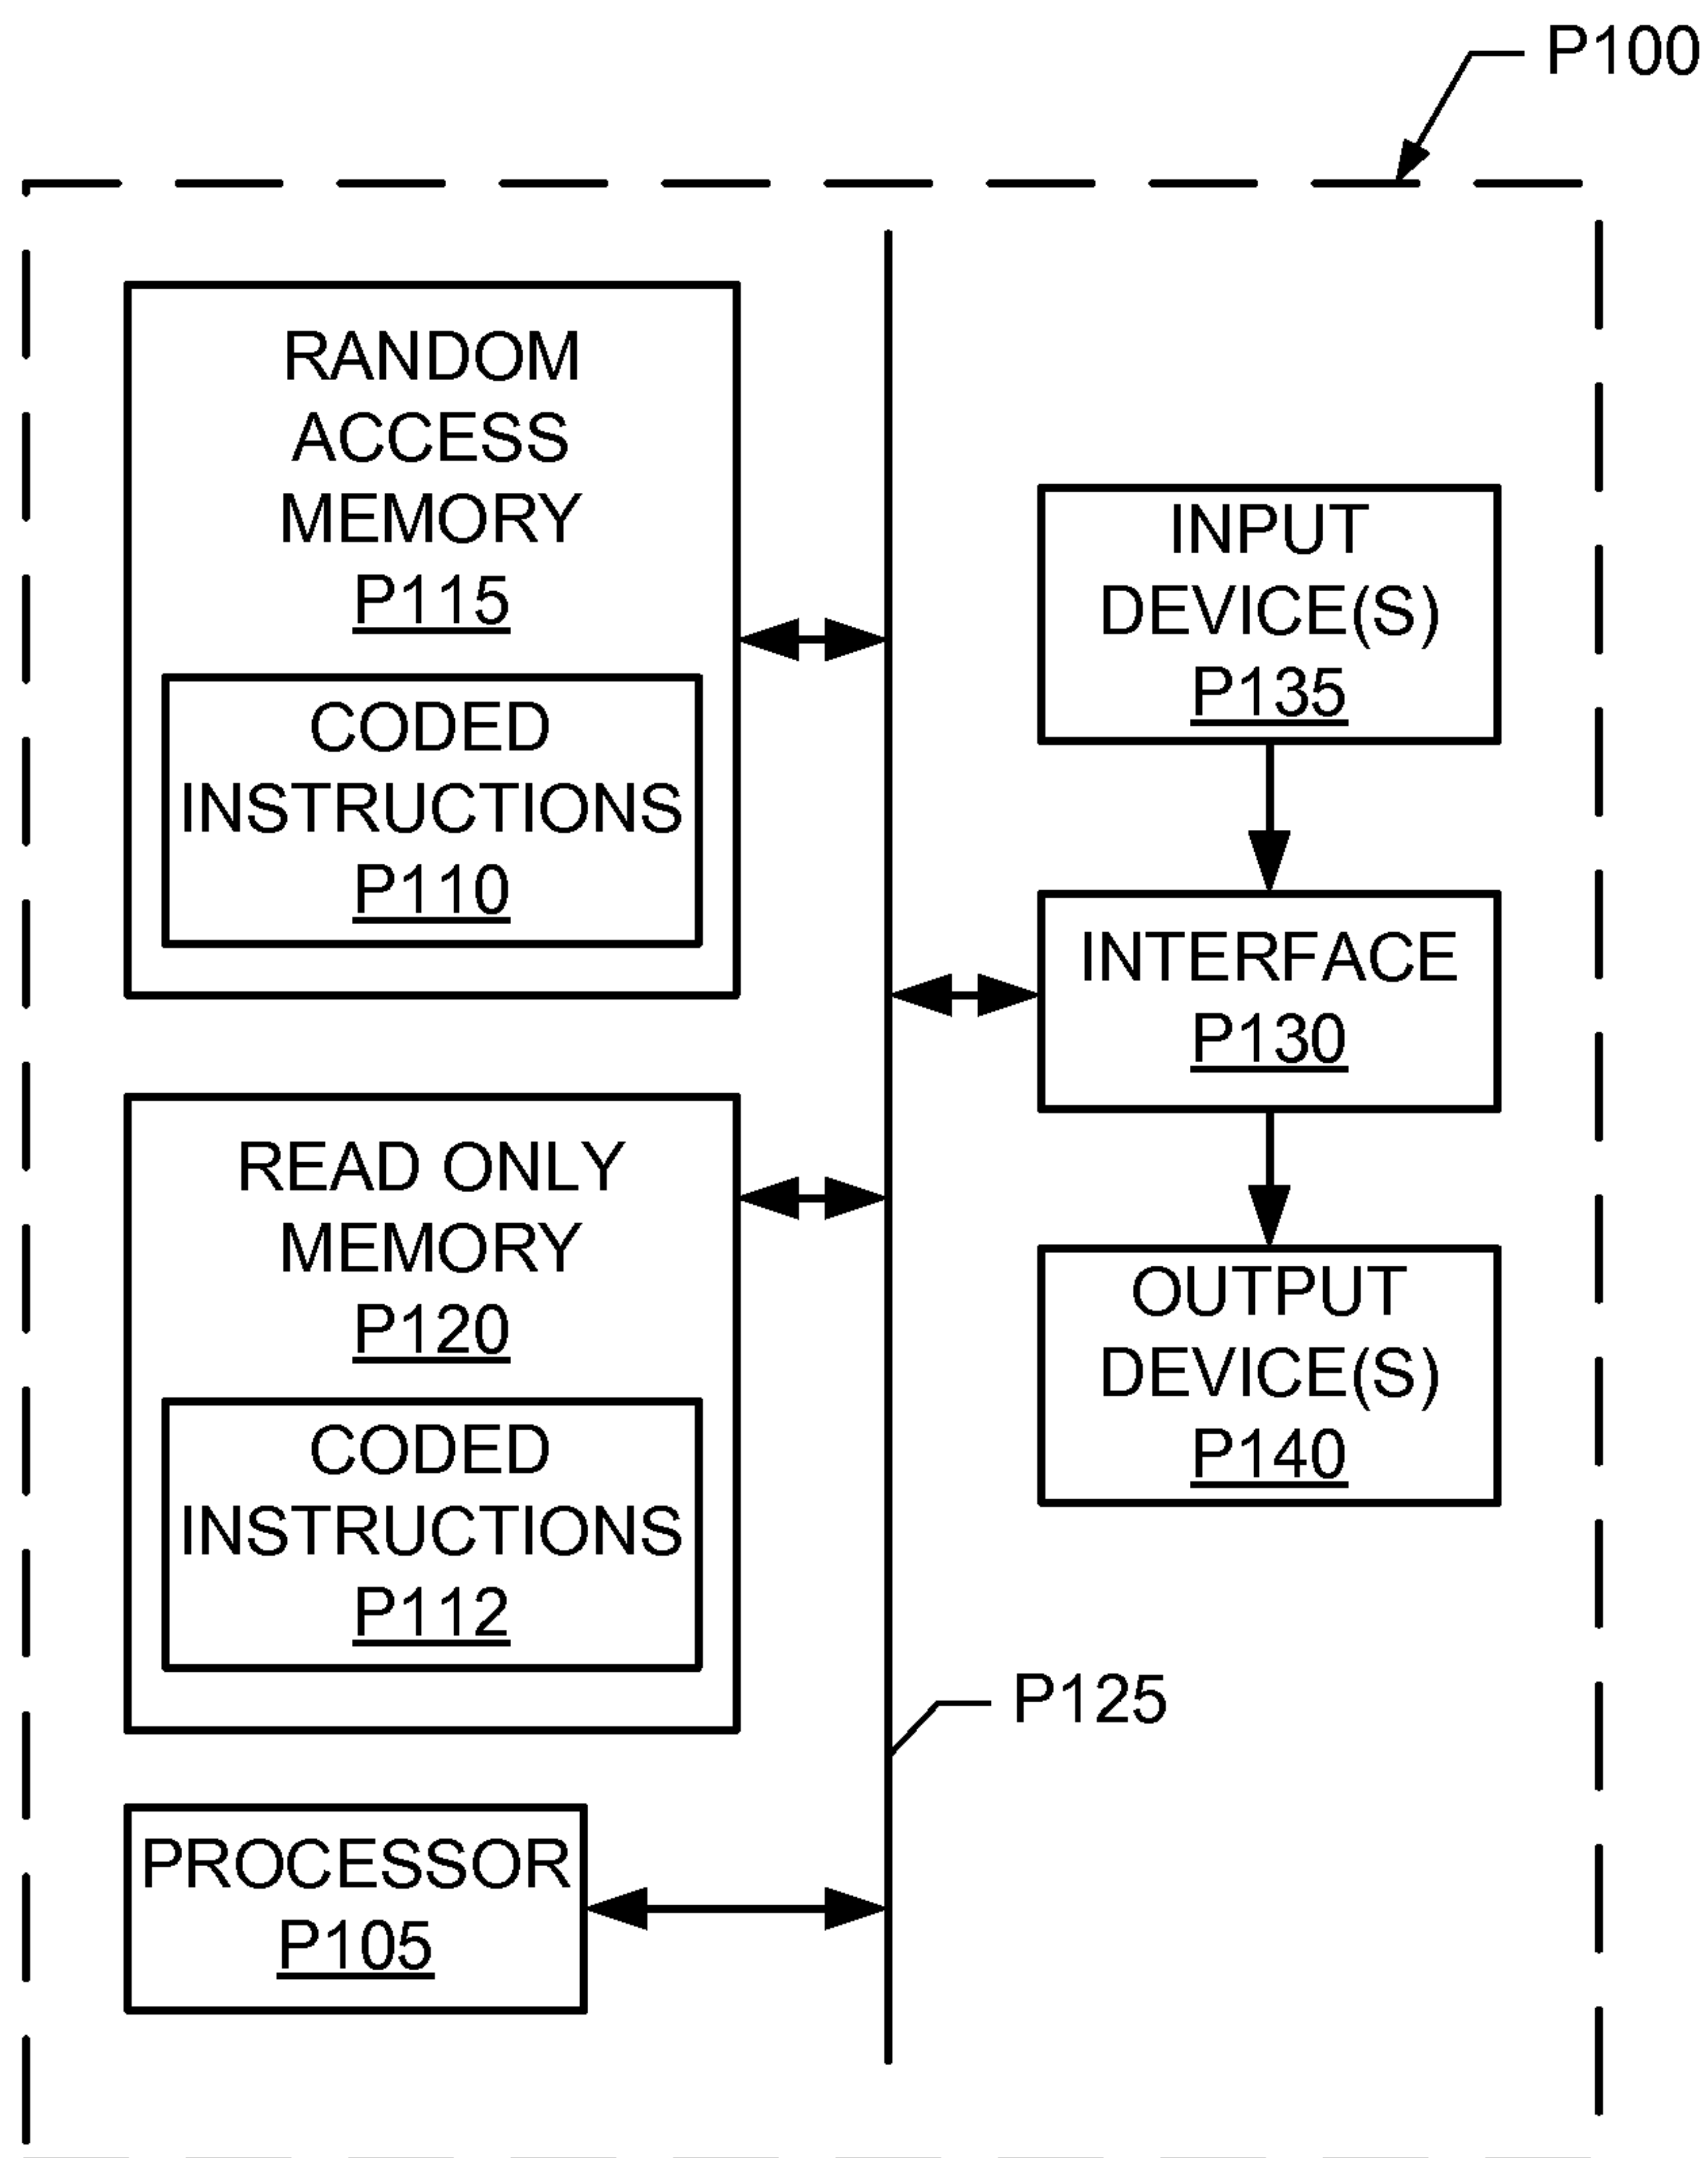 P100
RANDOM
ACCESS
MEMORY
P115
CODED
INSTRUCTIONS
P110
READ ONLY
MEMORY
P120
CODED
INSTRUCTIONS
P112
PROCESSOR
P105
INPUT
DEVICE(S)
P135
INTERFACE
P130
OUTPUT
DEVICE(S)
P140
P125